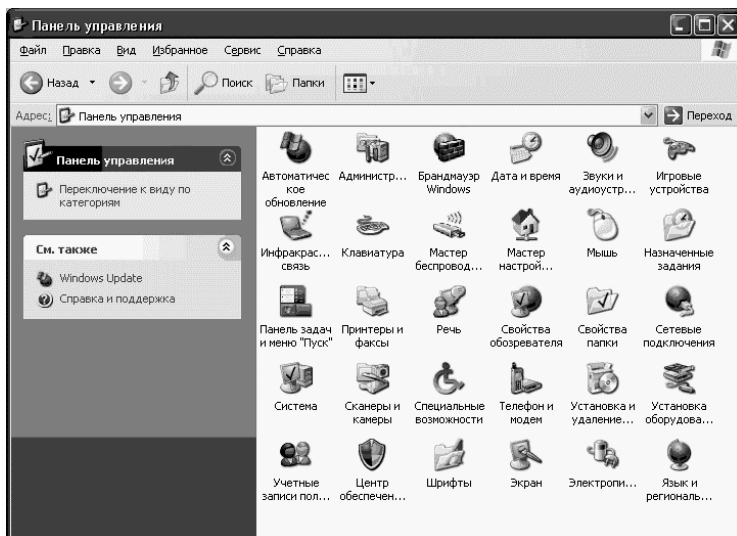 Панель управления
Файл Правка Вид Избранное Сервис Справка
Назад Поиск Папки
Адрес: Панель управления Переход
Панель управления
Переключение к виду по
категориям
См. также
Windows Update
Справка и поддержка
Автоматичес
кое
обновление
Администр...
Брандмауэр
Windows
Дата и время
Звуки и
аудиоустр...
Игровые
устройства
Инфракрас...
связь
Клавиатура
Мастер
беспровод...
Мастер
настрой...
Мышь
Назначенные
задания
Панель задач
и меню "Пуск"
Принтеры и
факсы
Речь
Свойства
обозревателя
Свойства
папки
Сетевые
подключения
Система
Сканеры и
камеры
Специальные
возможности
Телефон и
модем
Установка и
удаление...
Установка
оборудова...
Учетные
записи пол...
Центр
обеспечен...
Шрифты
Экран
Электропи...
Язык и
региональ...